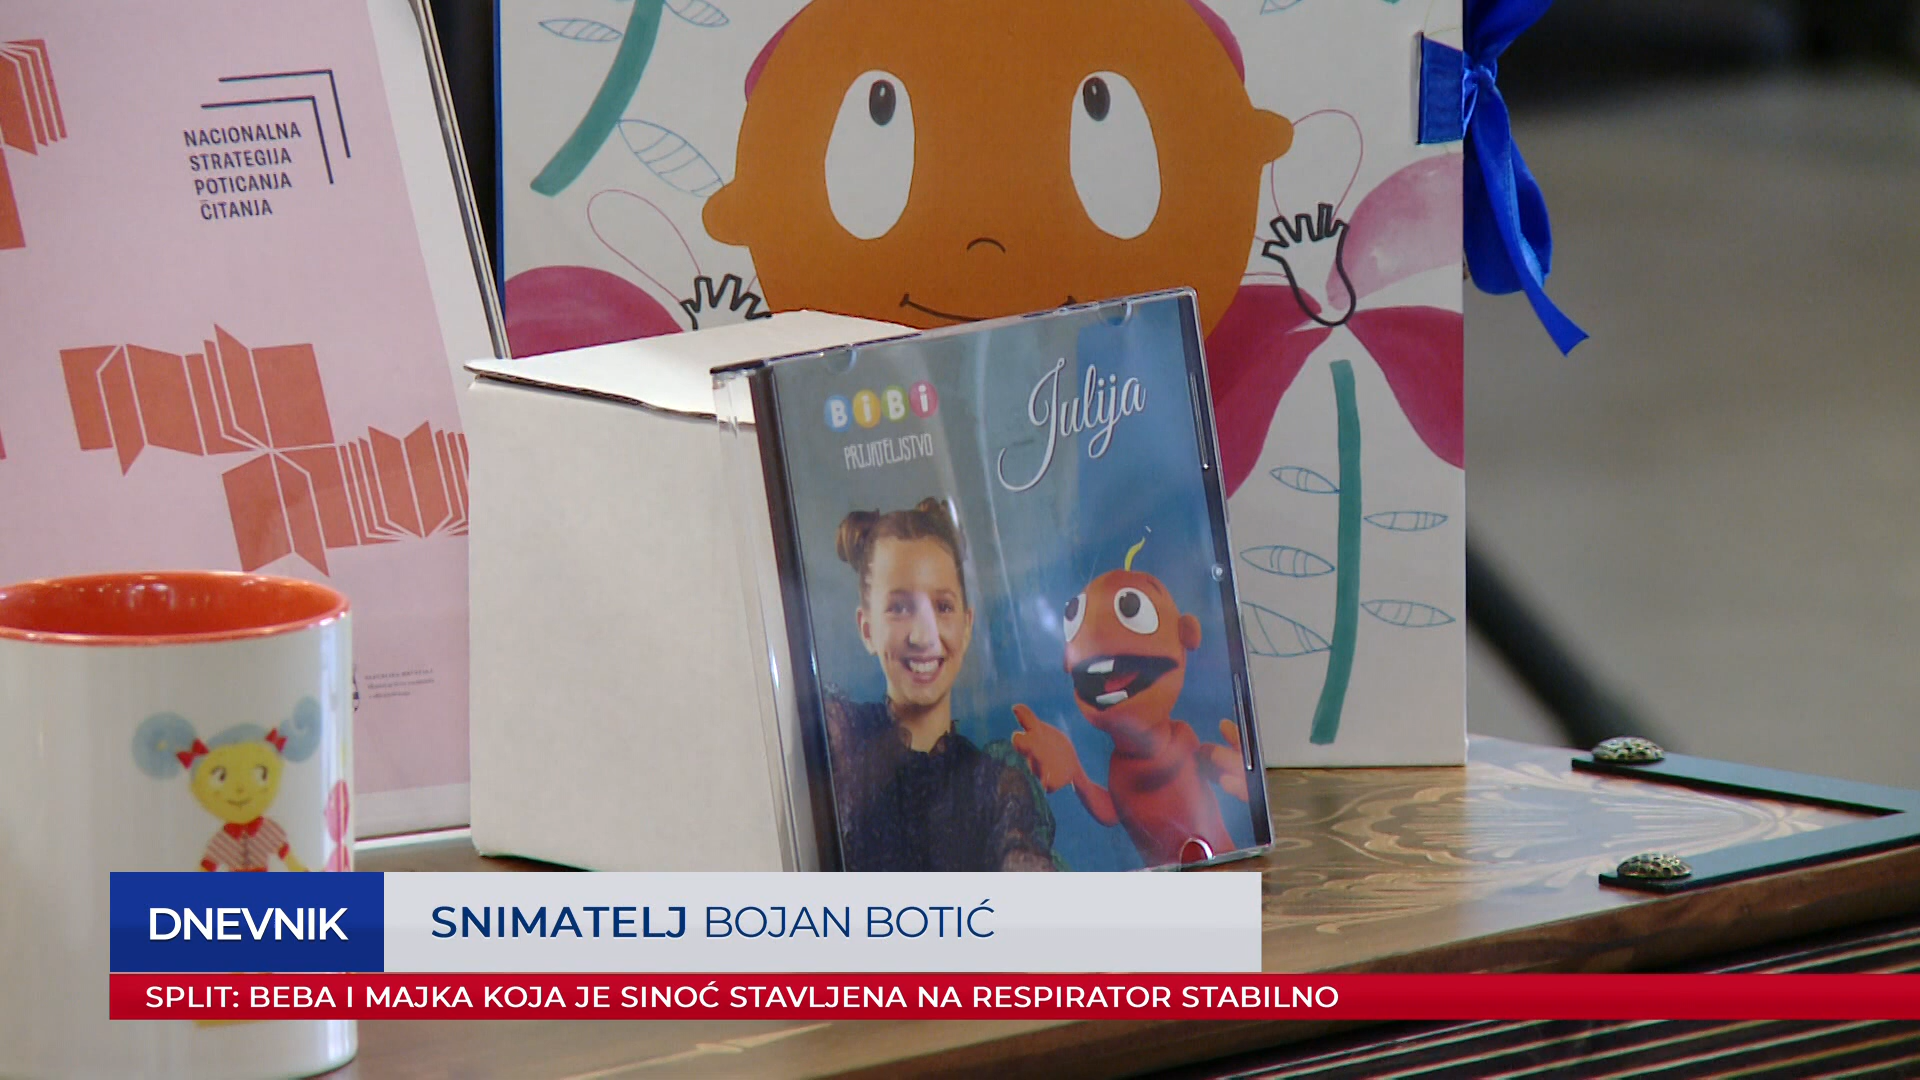 NACIONALNA
STRATEGIJA
POTICANJA
ČITANJA
BiBi
PRIJATELJSTVO
Julija
DNEVNIK
SNIMATELJ BOJAN BOTIĆ
SPLIT: BEBA I MAJKA KOJA JE SINOĆ STAVLJENA NA RESPIRATOR STABILNO